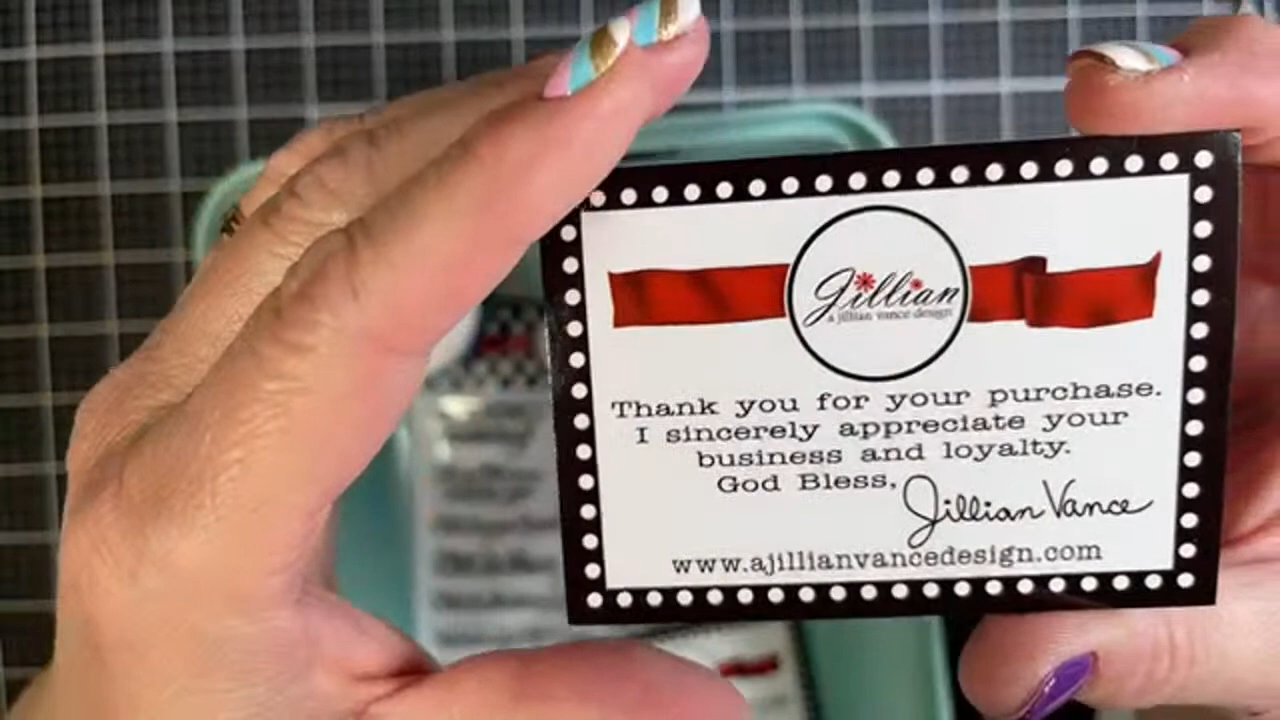 Jillian
a jillian vance design
Thank you for your purchase.
I sincerely appreciate your
business and loyalty.
God Bless,
Jillian Vance
www.ajillianvancedesign.com